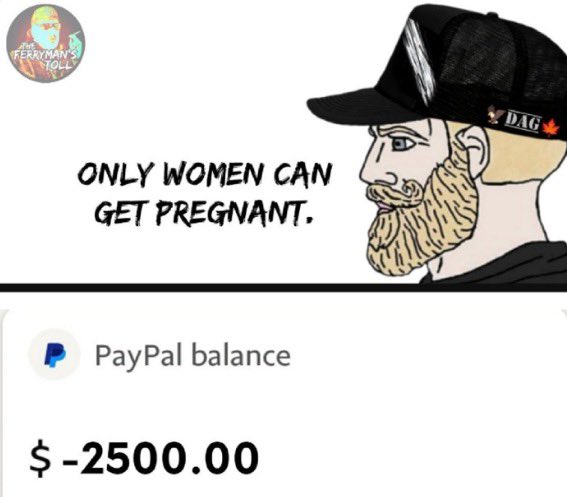 THE
FERRYMAN'S
TOLL
DAG
ONLY WOMEN CAN
GET PREGNANT.
PayPal balance
$ -2500.00